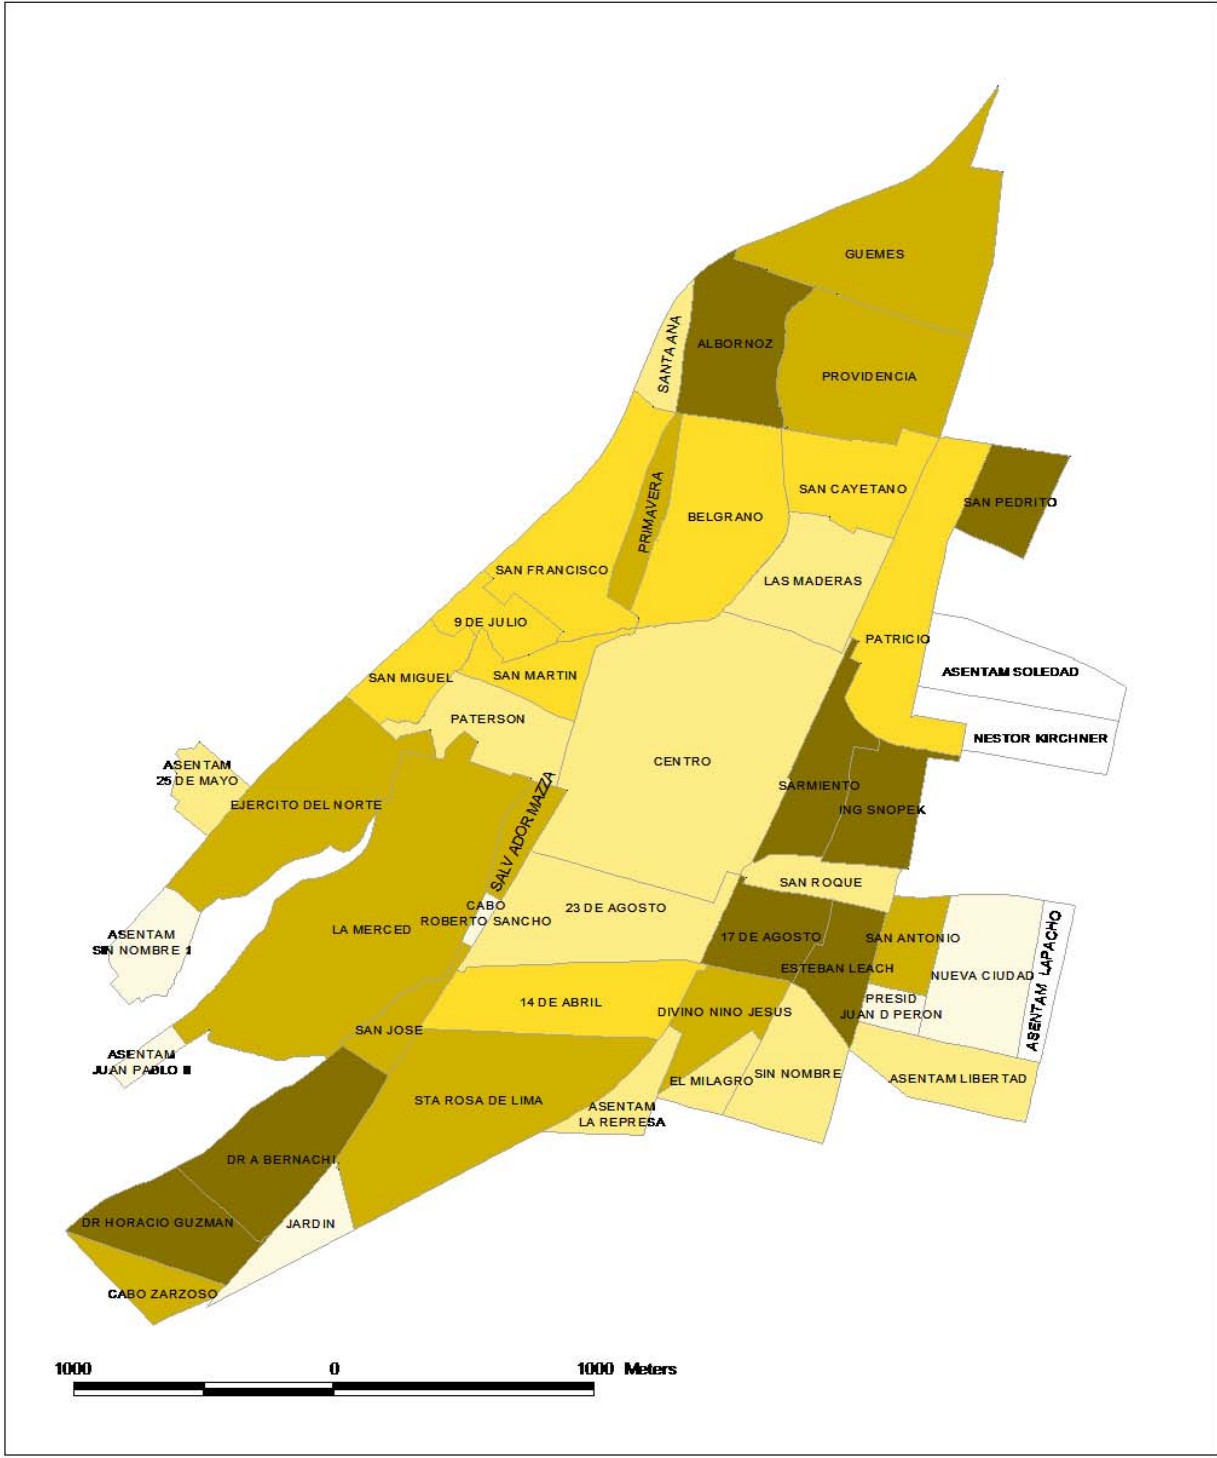 GUEMES
SANTA ANA
ALBORNOZ
PROVIDENCIA
PRIMAVERA
BELGRANO
SAN CAYETANO
SAN PEDRITO
SAN FRANCISCO
LAS MADERAS
9 DE JULIO
PATRICIO
SAN MIGUEL
SAN MARTIN
ASENTAM SOLEDAD
PATERSON
NESTOR KIRCHNER
ASENTAM
25 DE MAYO
CENTRO
EJERCITO DEL NORTE
SALVADOR MAZZA
SARMIENTO
ING SNOPEK
SAN ROQUE
CABO
ROBERTO SANCHO
23 DE AGOSTO
LA MERCED
17 DE AGOSTO
SAN ANTONIO
ASENTAM
SIN NOMBRE 1
ESTEBAN LEACH
NUEVA CIUDAD
ASENTAM LAPACHO
14 DE ABRIL
DIVINO NINO JESUS
PRESID
JUAN D PERON
SAN JOSE
ASENTAM
JUAN PABLO II
STA ROSA DE LIMA
EL MILAGRO
SIN NOMBRE
ASENTAM LIBERTAD
ASENTAM
LA REPRESA
DR A BERNACHI
DR HORACIO GUZMAN
JARDIN
CABO ZARZOSO
1000 0 1000 Meters